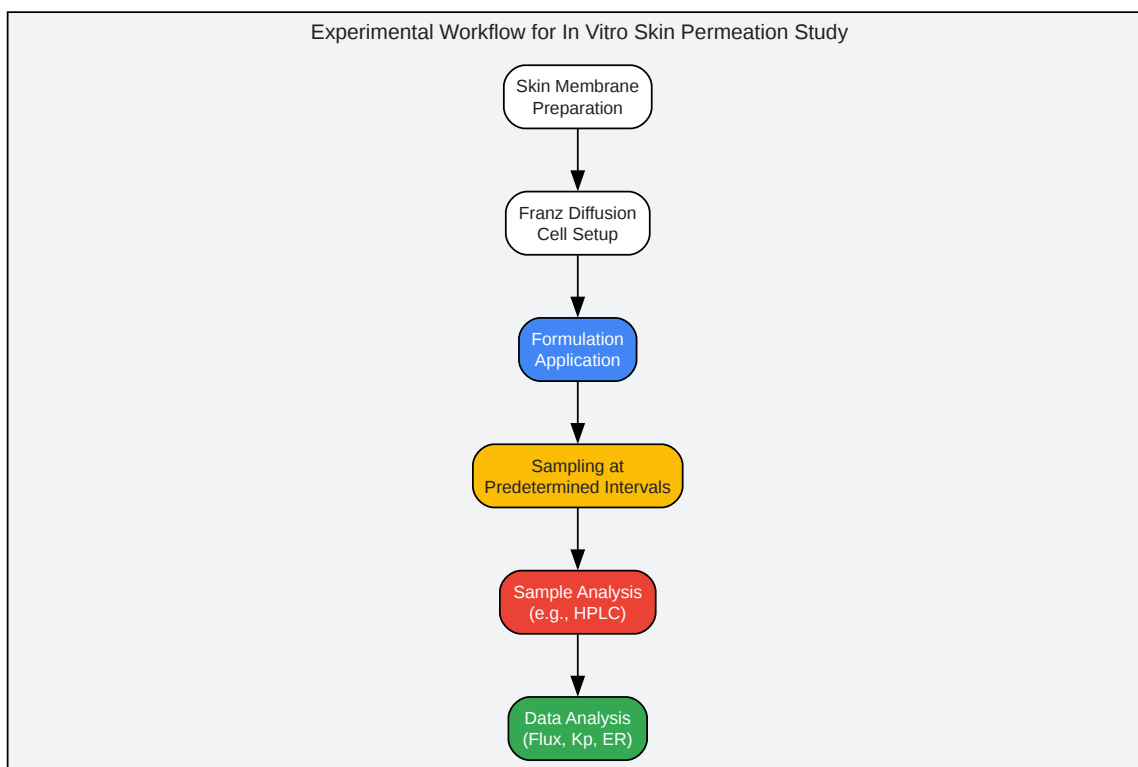 Experimental Workflow for In Vitro Skin Permeation Study
Skin Membrane
Preparation
Franz Diffusion
Cell Setup
Formulation
Application
Sampling at
Predetermined Intervals
Sample Analysis
(e.g., HPLC)
Data Analysis
(Flux, Kp, ER)